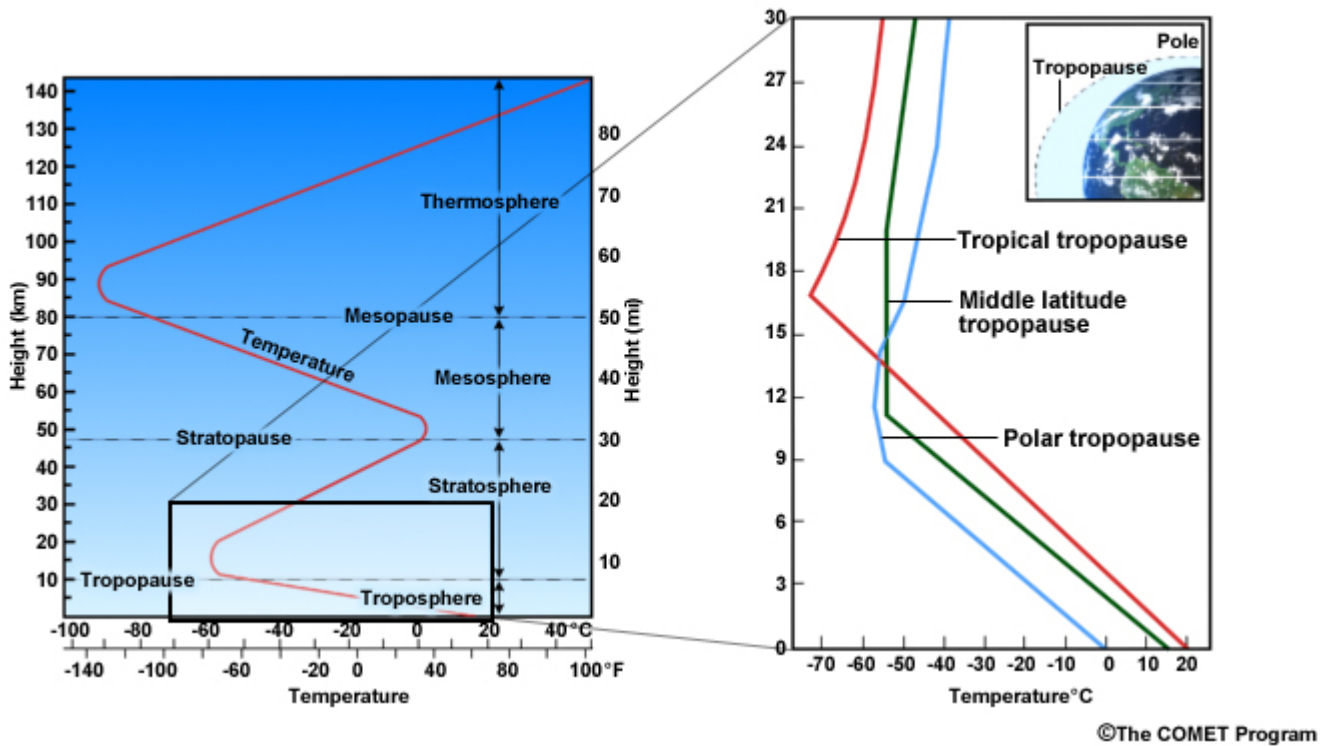 140
130
120
110
100
90
80
70
60
50
40
30
20
10
Height (km)
Thermosphere
Mesopause
Temperature
Mesosphere
Stratopause
Stratosphere
Tropopause
Troposphere
80
70
60
50
40
30
20
10
Height (mi)
-100 -80 -60 -40 -20 0 20 40°C
-140 -100 -60 -20 0 40 80 100°F
Temperature
30
27
24
21
18
15
12
9
6
3
0
Pole
Tropopause
Tropical tropopause
Middle latitude
tropopause
Polar tropopause
-70 -60 -50 -40 -30 -20 -10 0 10 20
Temperature°C
©The COMET Program